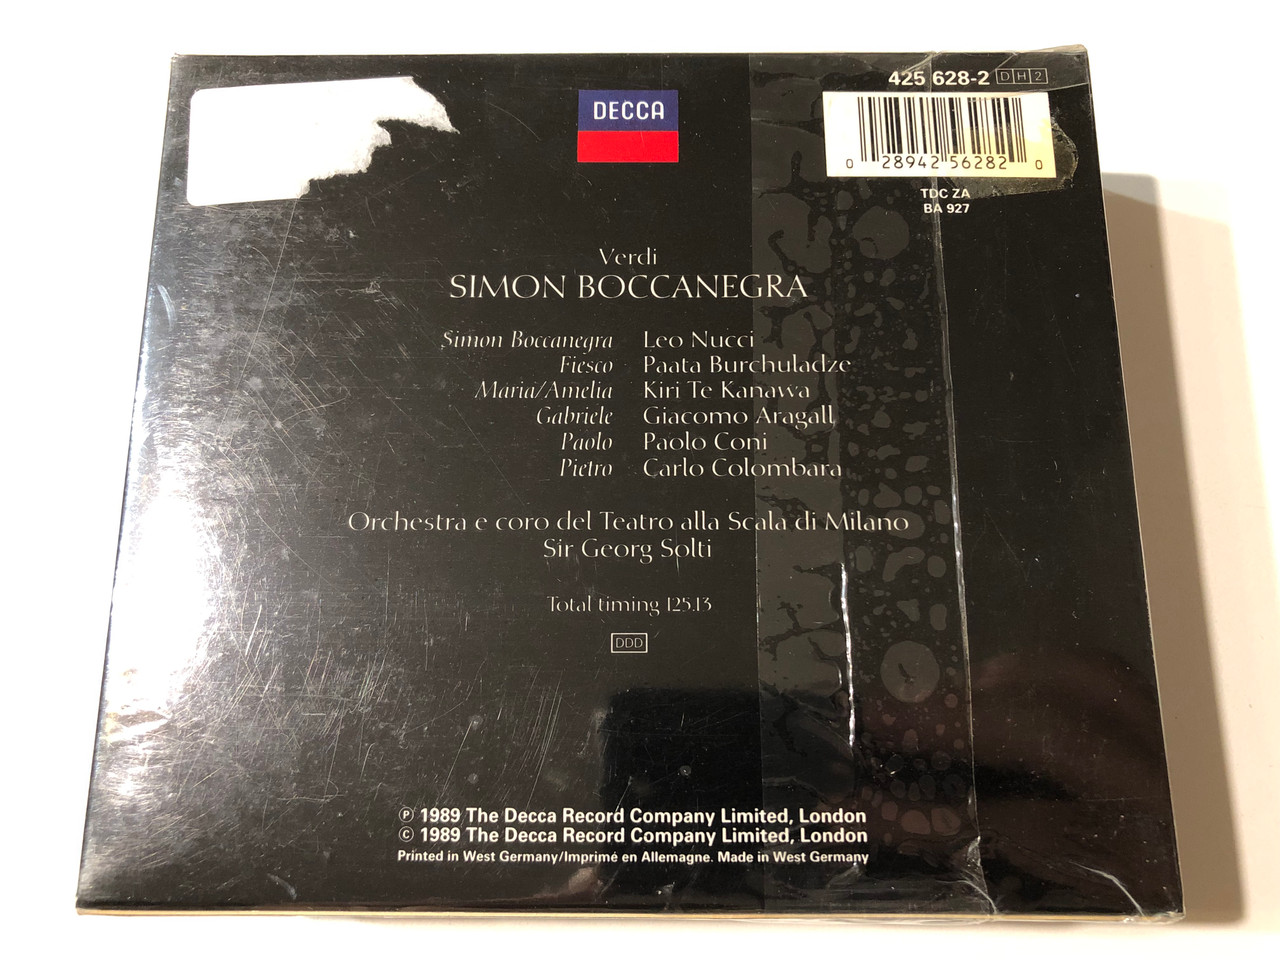 425 628-2 DH2
DECCA
0 28942 56282 0
TDC ZA
BA 927
Verdi
SIMON BOCCANEGRA
Simon Boccanegra Leo Nucci
Fiesco Paata Burchuladze
Maria/Amelia Kiri Te Kanawa
Gabriele Giacomo Aragall
Paolo Paolo Coni
Pietro Carlo Colombara
Orchestra e coro del Teatro alla Scala di Milano
Sir Georg Solti
Total timing 125.13
DDD
℗ 1989 The Decca Record Company Limited, London
© 1989 The Decca Record Company Limited, London
Printed in West Germany/Imprimé en Allemagne. Made in West Germany